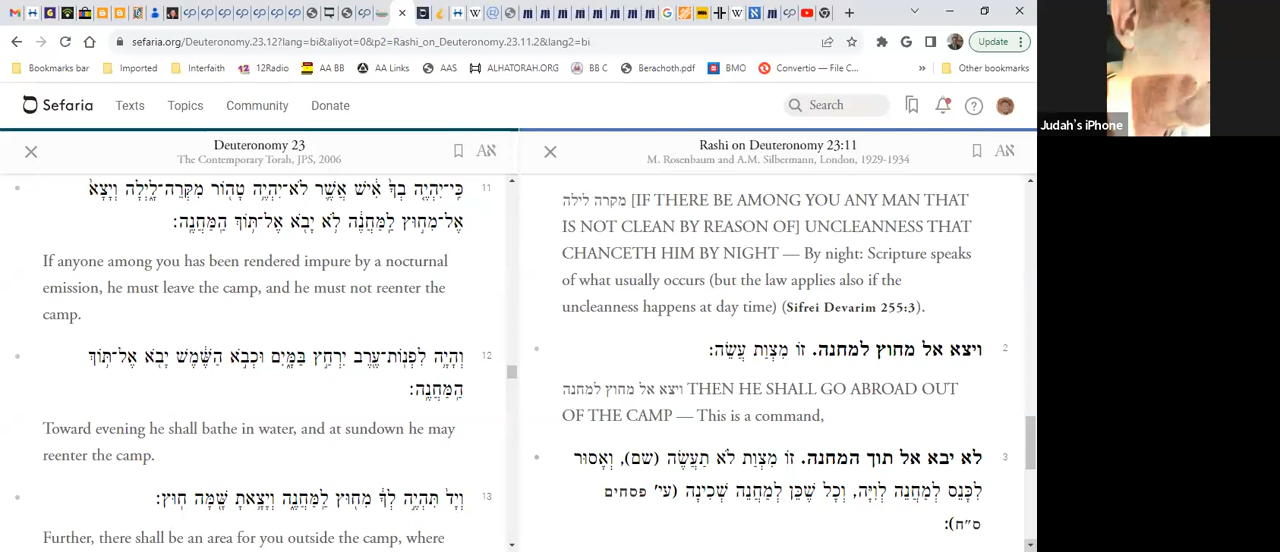 sefaria.org/Deuteronomy.23.12?lang=bi&aliyot=0&p2=Rashi_on_Deuteronomy.23.11.2&lang2=bi
Update
Bookmarks bar
Imported
Interfaith
12Radio
AA BB
AA Links
AAS
ALHATORAH.ORG
BB C
Berachoth.pdf
BMO
Convertio — File C...
»
Other bookmarks
Sefaria
Texts
Topics
Community
Donate
Search
Deuteronomy 23
The Contemporary Torah, JPS, 2006
אA
11
כִּֽי־יִהְיֶ֤ה בְךָ֙ אִ֔ישׁ אֲשֶׁ֛ר לֹא־יִהְיֶ֥ה טָה֖וֹר מִקְּרֵה־לָ֑יְלָה וְיָצָא֙
אֶל־מִח֣וּץ לַֽמַּחֲנֶ֔ה לֹ֥א יָבֹ֖א אֶל־תּ֥וֹךְ הַֽמַּחֲנֶֽה׃
If anyone among you has been rendered impure by a nocturnal
emission, he must leave the camp, and he must not reenter the
camp.
12
וְהָיָ֥ה לִפְנֽוֹת־עֶ֖רֶב יִרְחַ֣ץ בַּמָּ֑יִם וּכְבֹ֣א הַשֶּׁ֔מֶשׁ יָבֹ֖א אֶל־תּ֥וֹךְ
הַֽמַּחֲנֶֽה׃
Toward evening he shall bathe in water, and at sundown he may
reenter the camp.
13
וְיָד֙ תִּהְיֶ֣ה לְךָ֔ מִח֖וּץ לַֽמַּחֲנֶ֑ה וְיָצָ֥אתָ שָׁ֖מָּה חֽוּץ׃
Further, there shall be an area for you outside the camp, where
Rashi on Deuteronomy 23:11
M. Rosenbaum and A.M. Silbermann, London, 1929-1934
אA
מקרה לילה [IF THERE BE AMONG YOU ANY MAN THAT
IS NOT CLEAN BY REASON OF] UNCLEANNESS THAT
CHANCETH HIM BY NIGHT — By night: Scripture speaks
of what usually occurs (but the law applies also if the
uncleanness happens at day time) (Sifrei Devarim 255:3).
2
ויצא אל מחוץ למחנה. זוֹ מִצְוַת עֲשֵׂה:
ויצא אל מחוץ למחנה THEN HE SHALL GO ABROAD OUT
OF THE CAMP — This is a command,
3
לא יבא אל תוך המחנה. זוֹ מִצְוַת לֹא תַעֲשֶׂה (שם), וְאָסוּר
לִכָּנֵס לְמַחֲנֵה לְוִיָּה, וְכָל שֶׁכֵּן לְמַחֲנֵה שְׁכִינָה (עי' פסחים
ס"ח):
Judah's iPhone